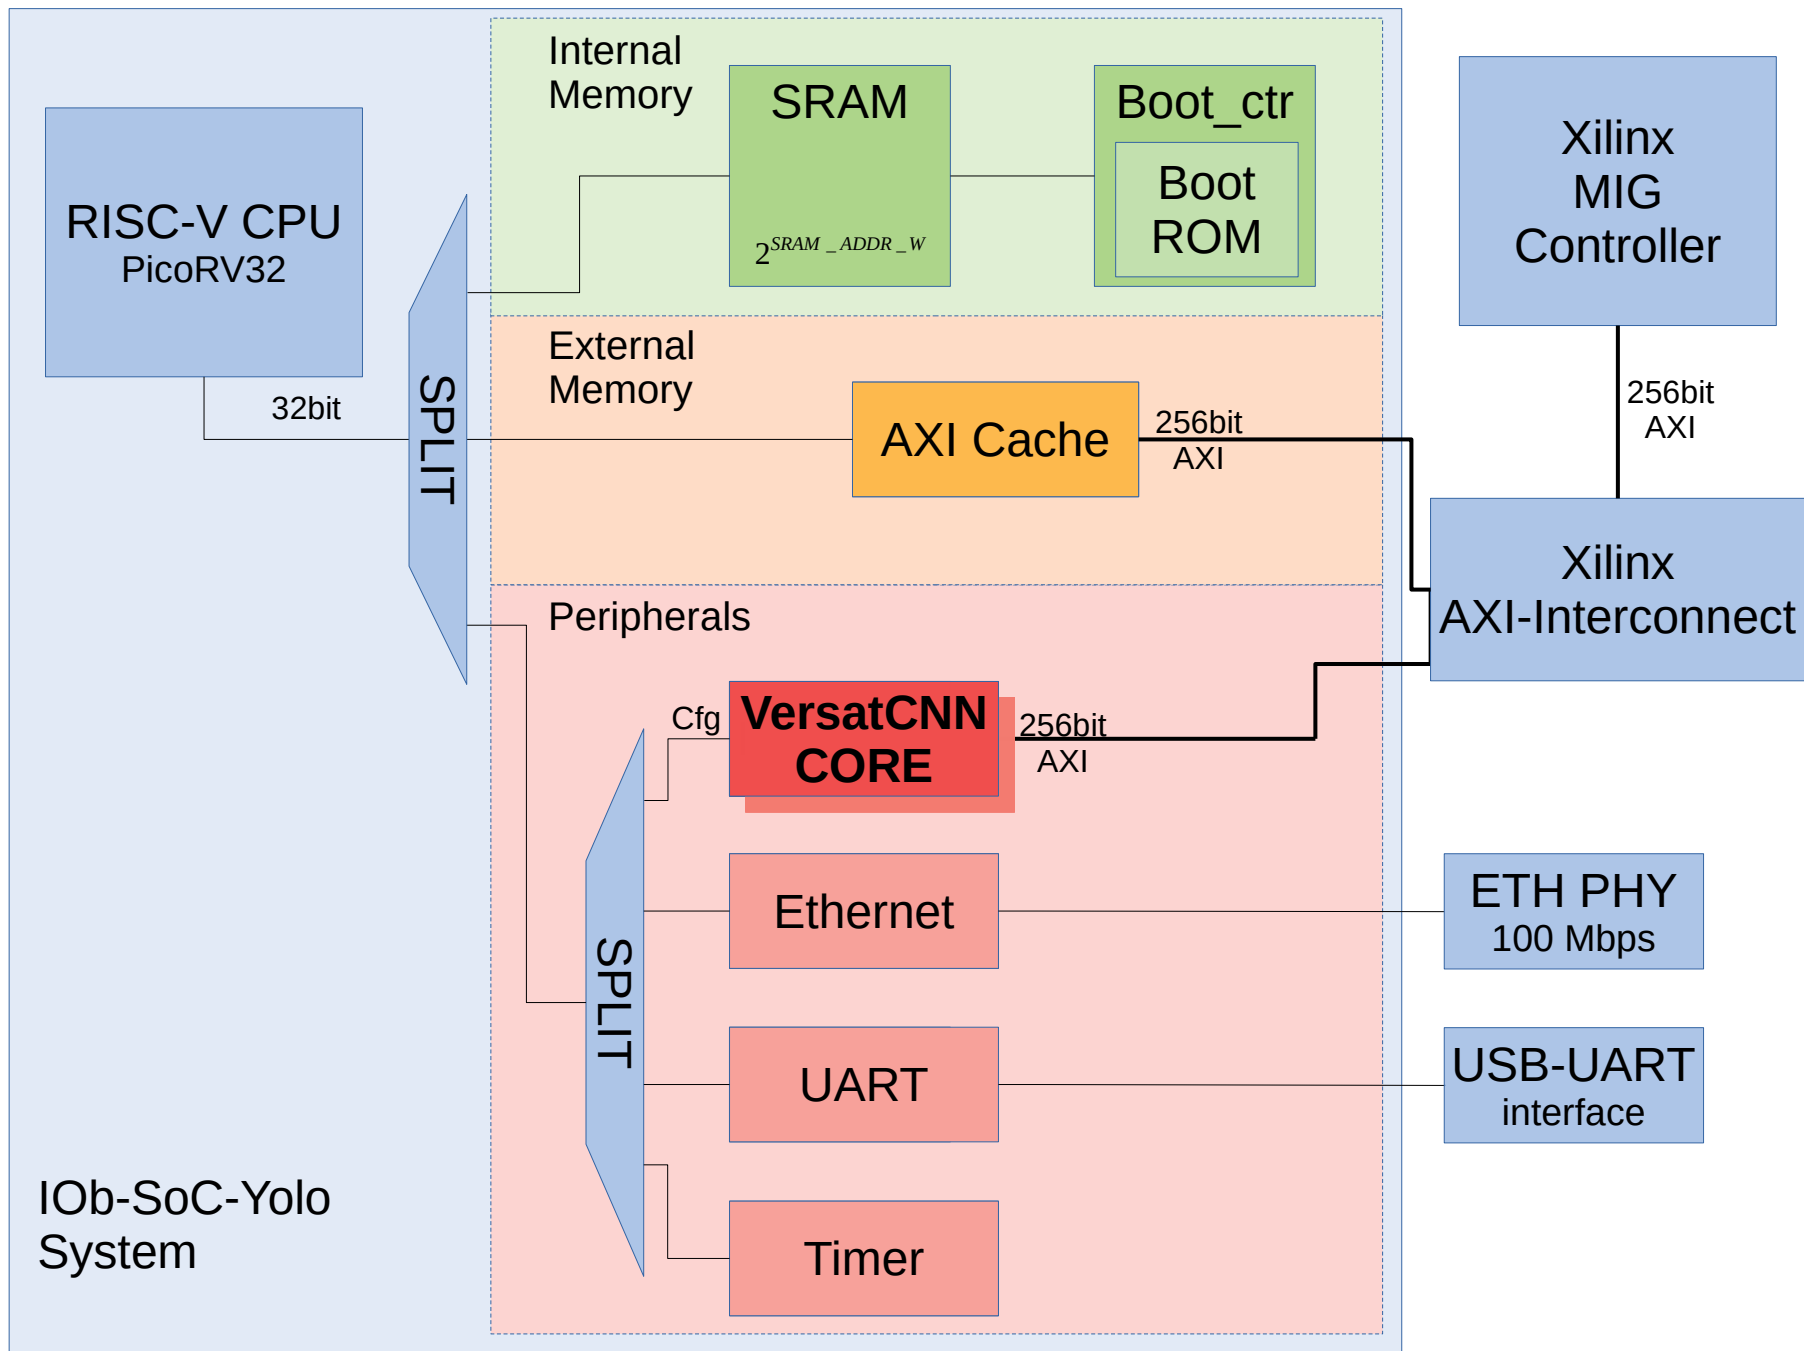 Internal
Memory
SRAM
2^SRAM_ADDR_W
Boot_ctr
Boot
ROM
Xilinx
MIG
Controller
RISC-V CPU
PicoRV32
32bit
SPLIT
External
Memory
AXI Cache
256bit
AXI
256bit
AXI
Xilinx
AXI-Interconnect
Peripherals
Cfg
VersatCNN
CORE
256bit
AXI
SPLIT
Ethernet
ETH PHY
100 Mbps
UART
USB-UART
interface
Timer
IOb-SoC-Yolo
System